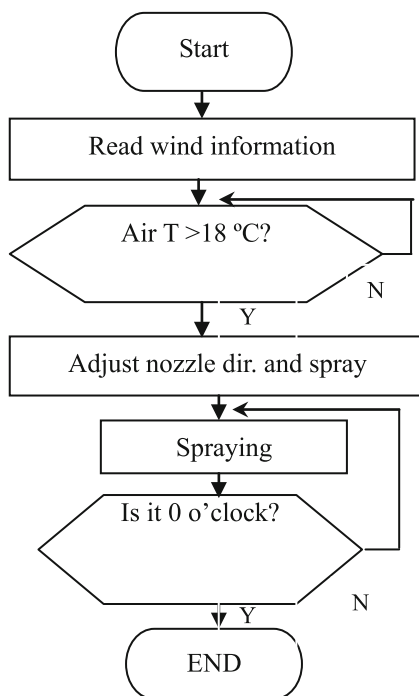 Start
Read wind information
Air T >18 ºC?
N
Y
Adjust nozzle dir. and spray
Spraying
Is it 0 o’clock?
N
Y
END